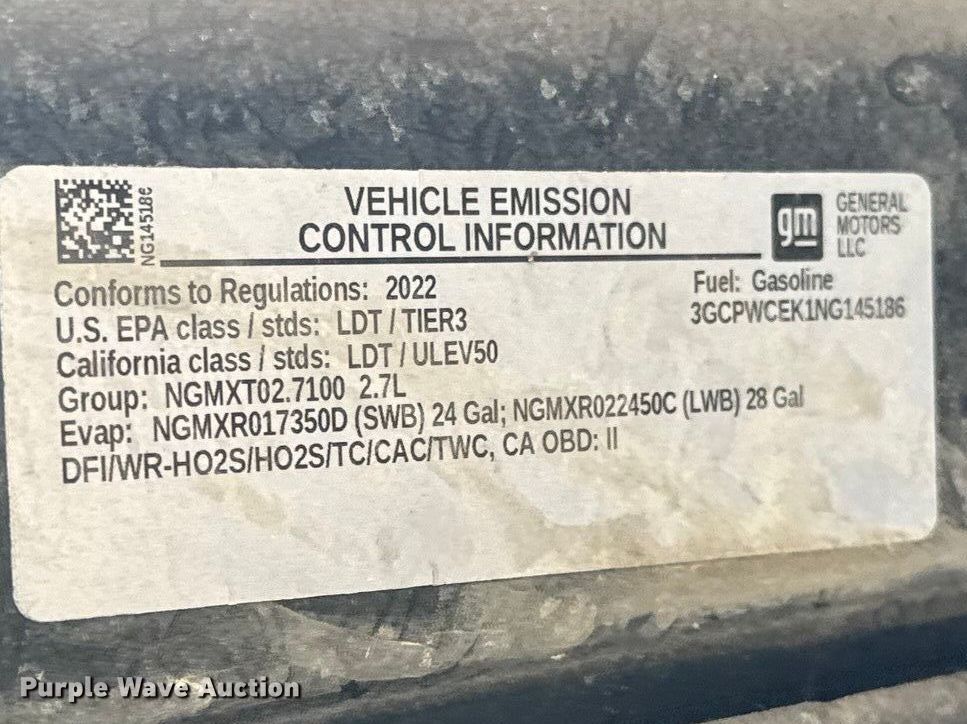 NG145186
VEHICLE EMISSION
CONTROL INFORMATION
gm
GENERAL
MOTORS
LLC
Conforms to Regulations: 2022
U.S. EPA class / stds: LDT / TIER3
California class / stds: LDT / ULEV50
Group: NGMXT02.7100 2.7L
Evap: NGMXR017350D (SWB) 24 Gal; NGMXR022450C (LWB) 28 Gal
DFI/WR-HO2S/HO2S/TC/CAC/TWC, CA OBD: II
Fuel: Gasoline
3GCPWCEK1NG145186
Purple Wave Auction